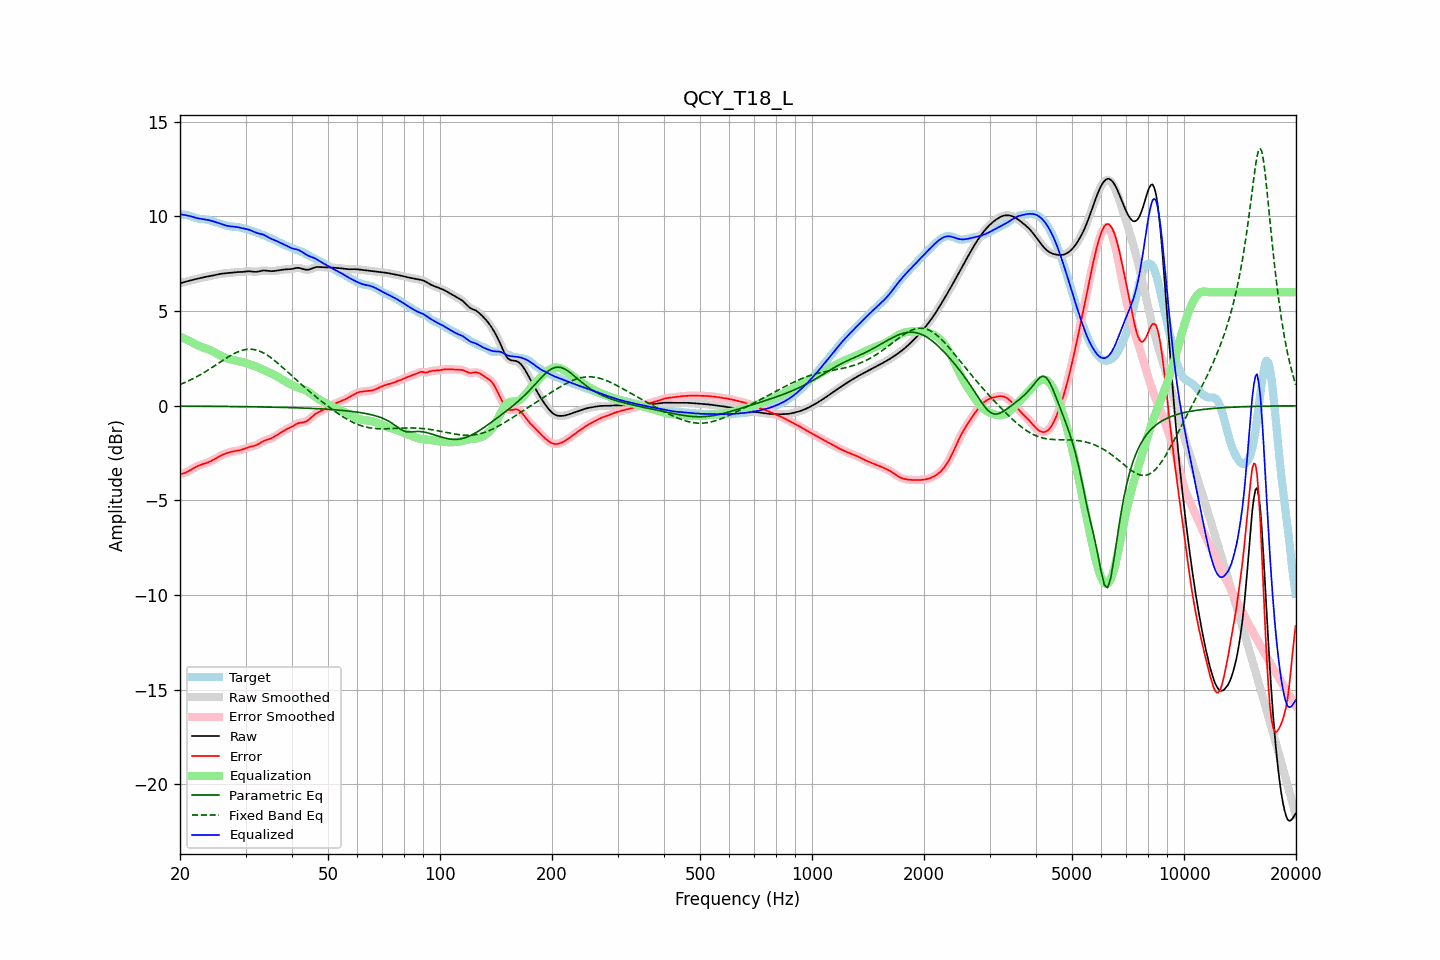 QCY_T18_L
15
10
5
0
−5
−10
−15
−20
Amplitude (dBr)
Target
Raw Smoothed
Error Smoothed
Raw
Error
Equalization
Parametric Eq
Fixed Band Eq
Equalized
20 50 100 200 500 1000 2000 5000 10000 20000
Frequency (Hz)